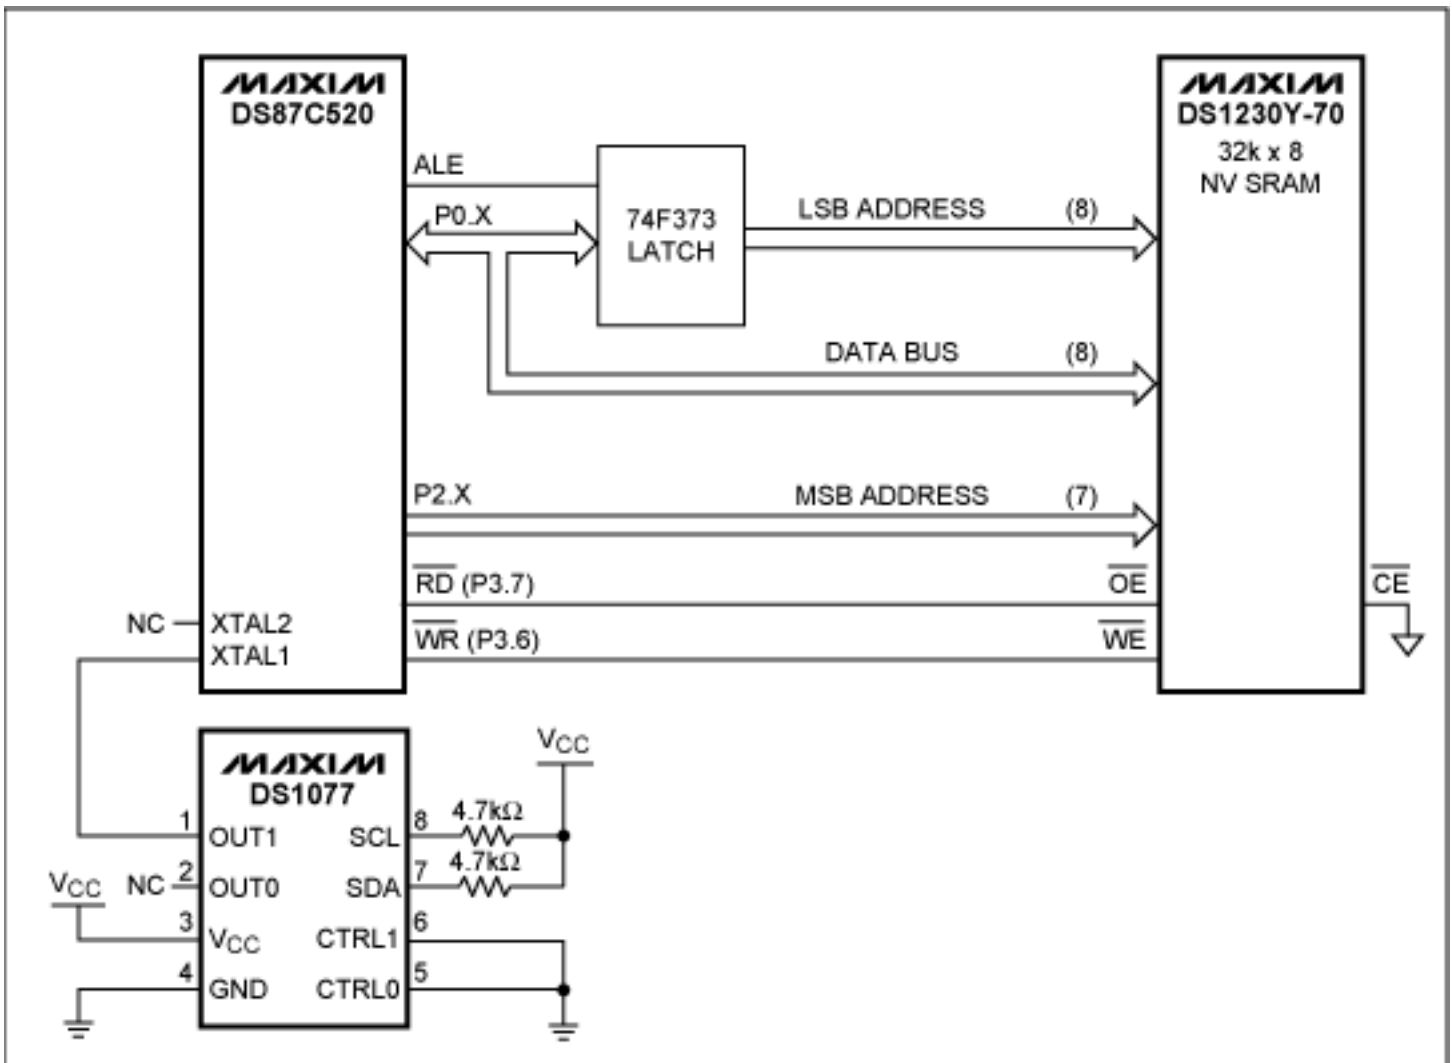 MAXIM
DS87C520
MAXIM
DS1230Y-70
32k x 8
NV SRAM
ALE
P0.X
74F373
LATCH
LSB ADDRESS (8)
DATA BUS (8)
P2.X
MSB ADDRESS (7)
RD (P3.7)
OE
CE
NC
XTAL2
WR (P3.6)
WE
XTAL1
MAXIM
DS1077
VCC
1
OUT1
SCL
8
4.7kΩ
VCC
NC
2
OUT0
SDA
7
4.7kΩ
3
VCC
CTRL1
6
4
GND
CTRL0
5